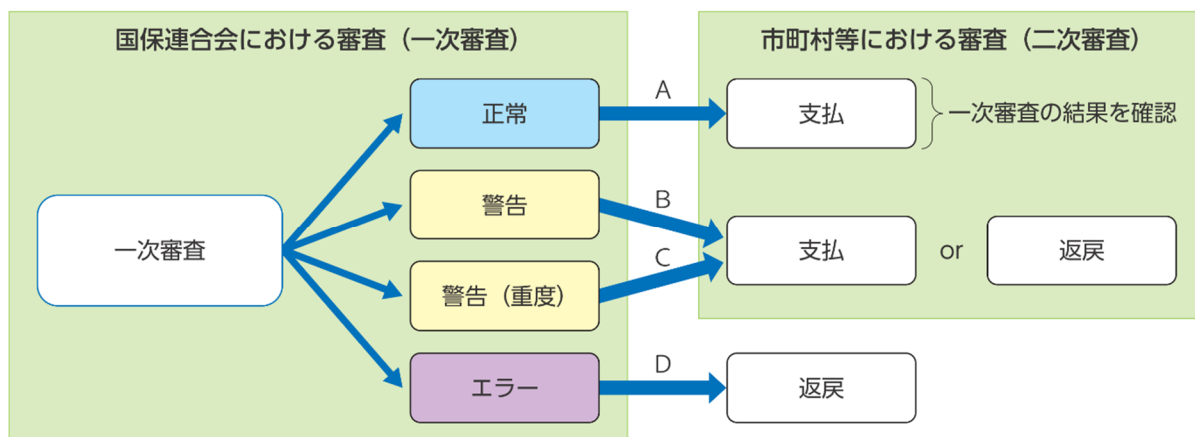 国保連合会における審査（一次審査）
市町村等における審査（二次審査）
一次審査
正常
A
支払
一次審査の結果を確認
警告
B
警告（重度）
C
支払
or
返戻
エラー
D
返戻